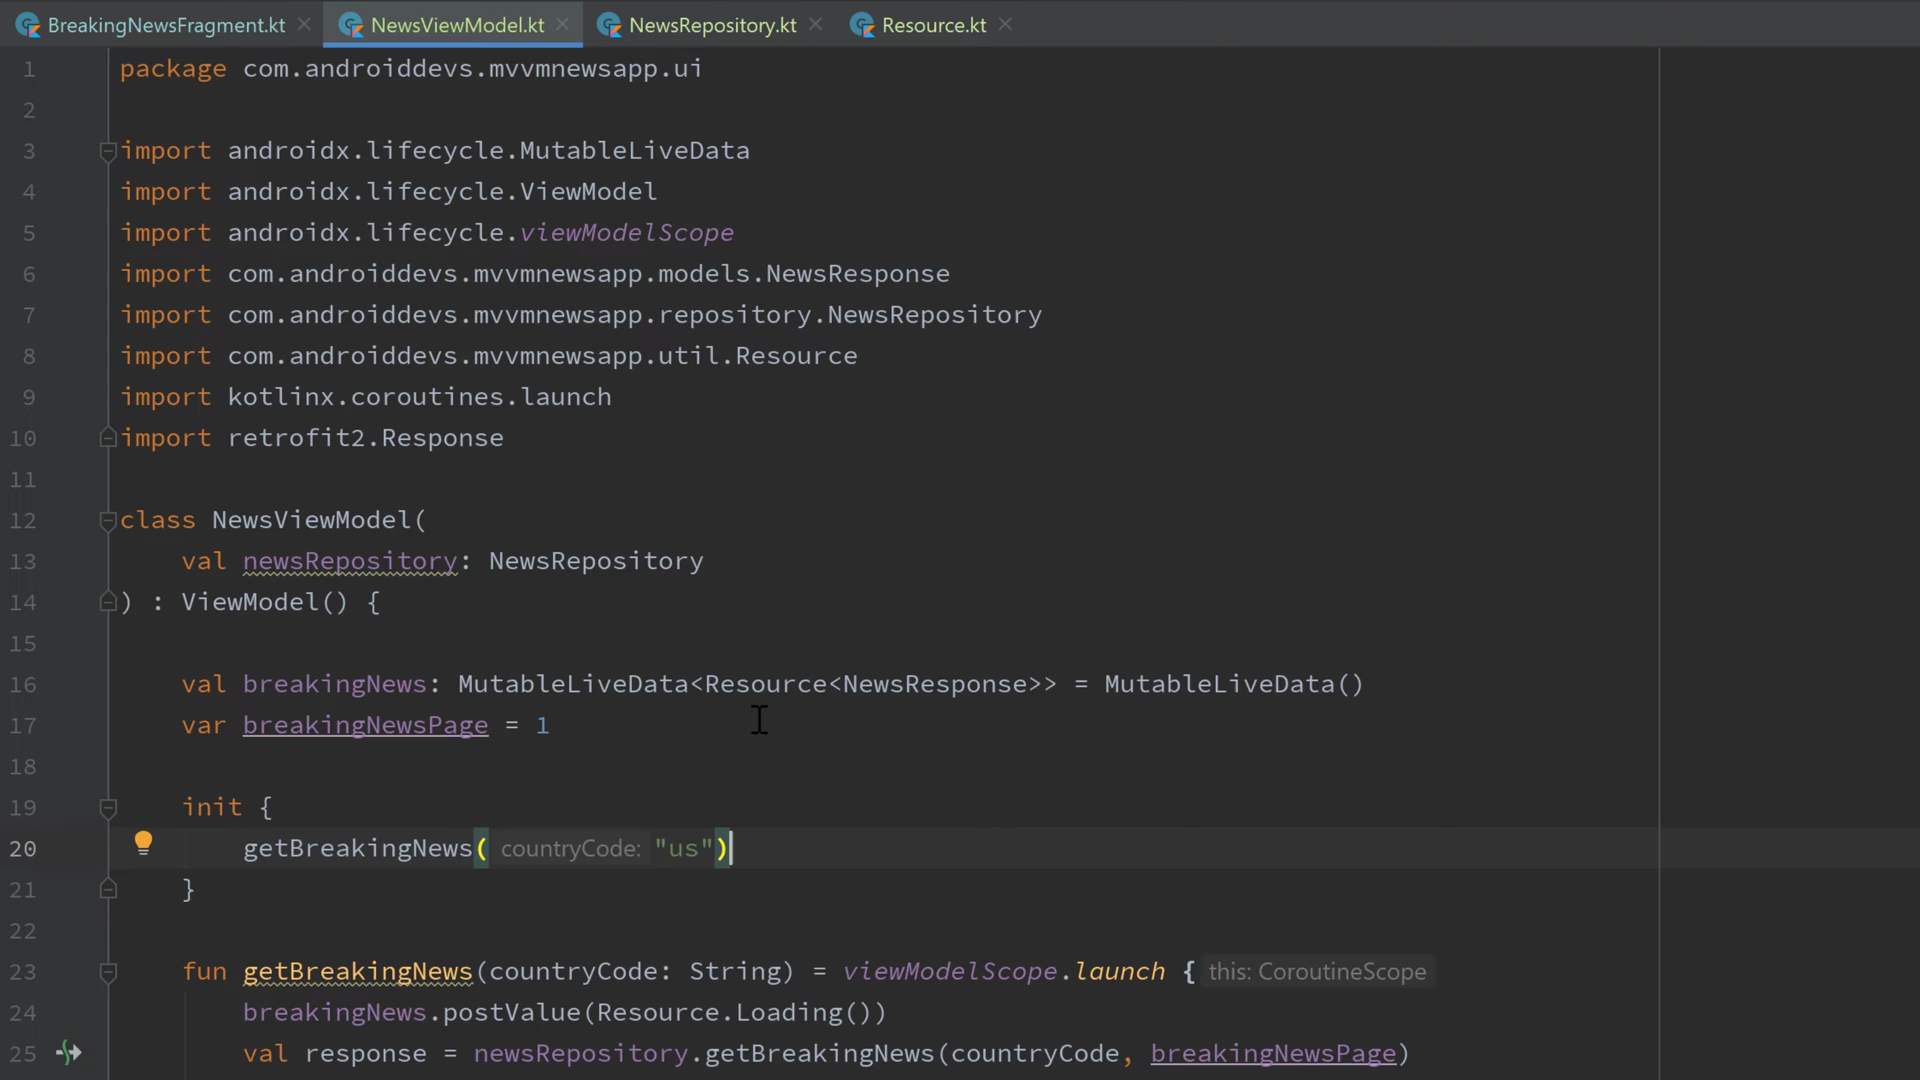 BreakingNewsFragment.kt NewsViewModel.kt NewsRepository.kt Resource.kt
1 package com.androiddevs.mvvmnewsapp.ui
2
3 import androidx.lifecycle.MutableLiveData
4 import androidx.lifecycle.ViewModel
5 import androidx.lifecycle.viewModelScope
6 import com.androiddevs.mvvmnewsapp.models.NewsResponse
7 import com.androiddevs.mvvmnewsapp.repository.NewsRepository
8 import com.androiddevs.mvvmnewsapp.util.Resource
9 import kotlinx.coroutines.launch
10 import retrofit2.Response
11
12 class NewsViewModel(
13 val newsRepository: NewsRepository
14 ) : ViewModel() {
15
16 val breakingNews: MutableLiveData<Resource<NewsResponse>> = MutableLiveData()
17 var breakingNewsPage = 1
18
19 init {
20 getBreakingNews( countryCode: "us")
21 }
22
23 fun getBreakingNews(countryCode: String) = viewModelScope.launch { this: CoroutineScope
24 breakingNews.postValue(Resource.Loading())
25 val response = newsRepository.getBreakingNews(countryCode, breakingNewsPage)